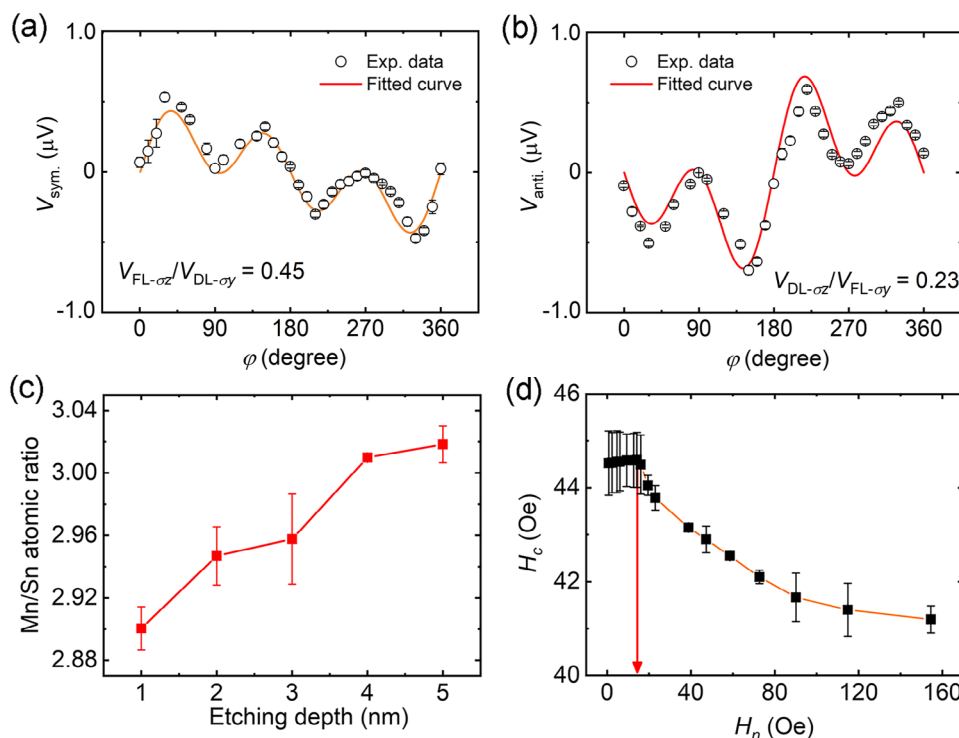 (a)
1.0
0
-1.0
V_sym. (μV)
Exp. data
Fitted curve
V_FL-σz/V_DL-σy = 0.45
0 90 180 270 360
φ (degree)
(b)
1.0
0
-1.0
V_anti. (μV)
Exp. data
Fitted curve
V_DL-σz/V_FL-σy = 0.23
0 90 180 270 360
φ (degree)
(c)
3.04
3.00
2.96
2.92
2.88
Mn/Sn atomic ratio
1 2 3 4 5
Etching depth (nm)
(d)
46
44
42
40
H_c (Oe)
0 40 80 120 160
H_p (Oe)